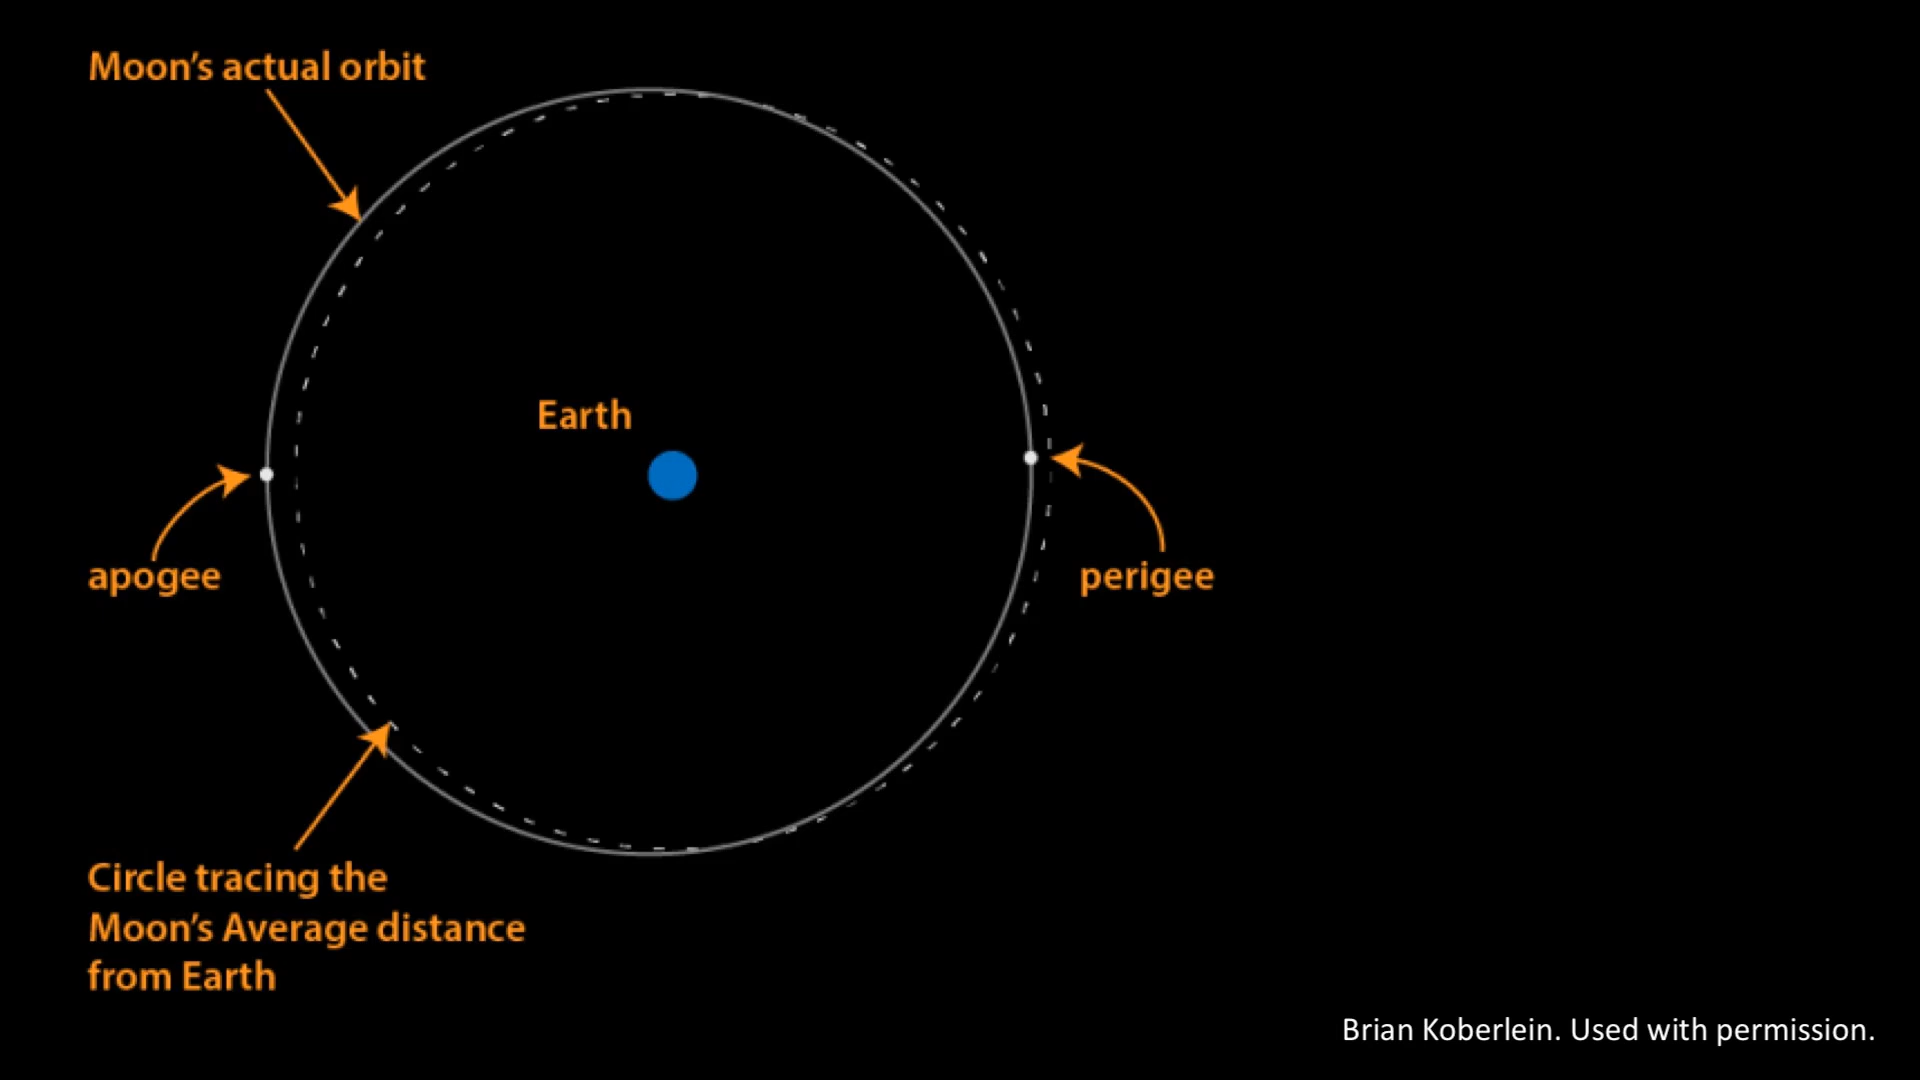 Moon’s actual orbit
Earth
apogee
perigee
Circle tracing the
Moon’s Average distance
from Earth
Brian Koberlein. Used with permission.